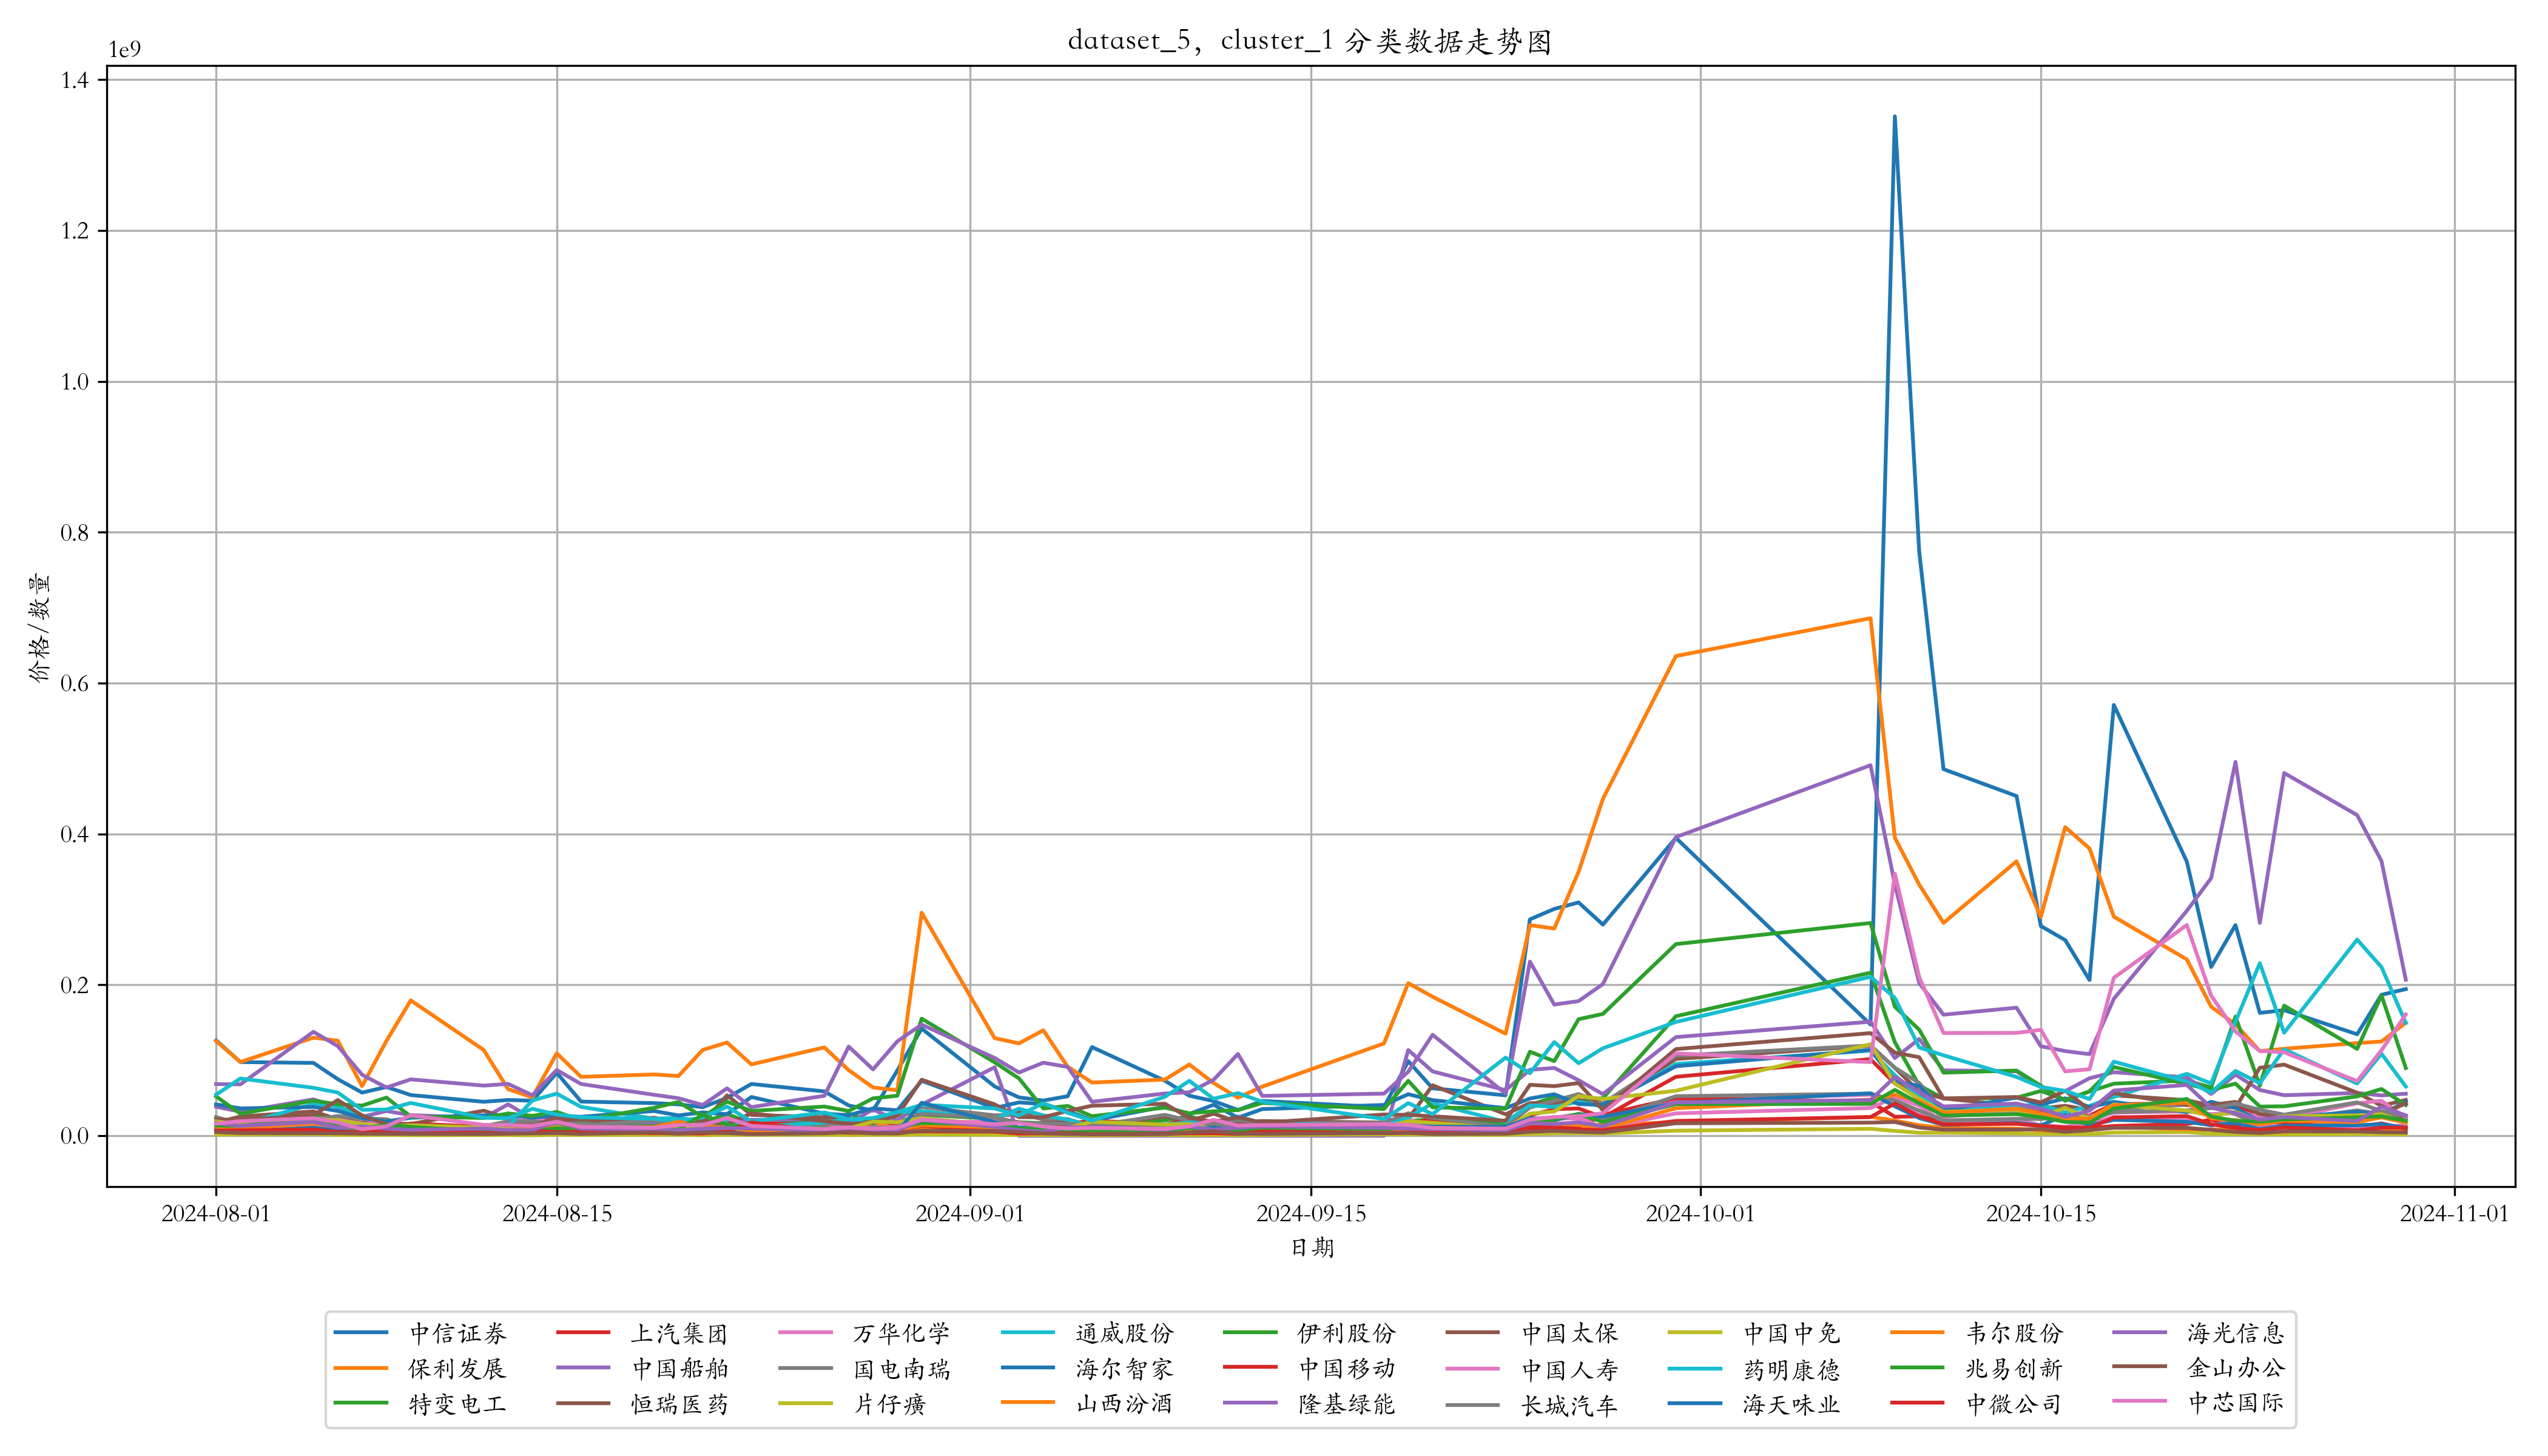 dataset_5, cluster_1 分类数据走势图
1e9
1.4
1.2
1.0
0.8
0.6
0.4
0.2
0.0
价格/数量
2024-08-01 2024-08-15 2024-09-01 2024-09-15 2024-10-01 2024-10-15 2024-11-01
日期
中信证券 上汽集团 万华化学 通威股份 伊利股份 中国太保 中国中免 韦尔股份 海光信息
保利发展 中国船舶 国电南瑞 海尔智家 中国移动 中国人寿 药明康德 兆易创新 金山办公
特变电工 恒瑞医药 片仔癀 山西汾酒 隆基绿能 长城汽车 海天味业 中微公司 中芯国际